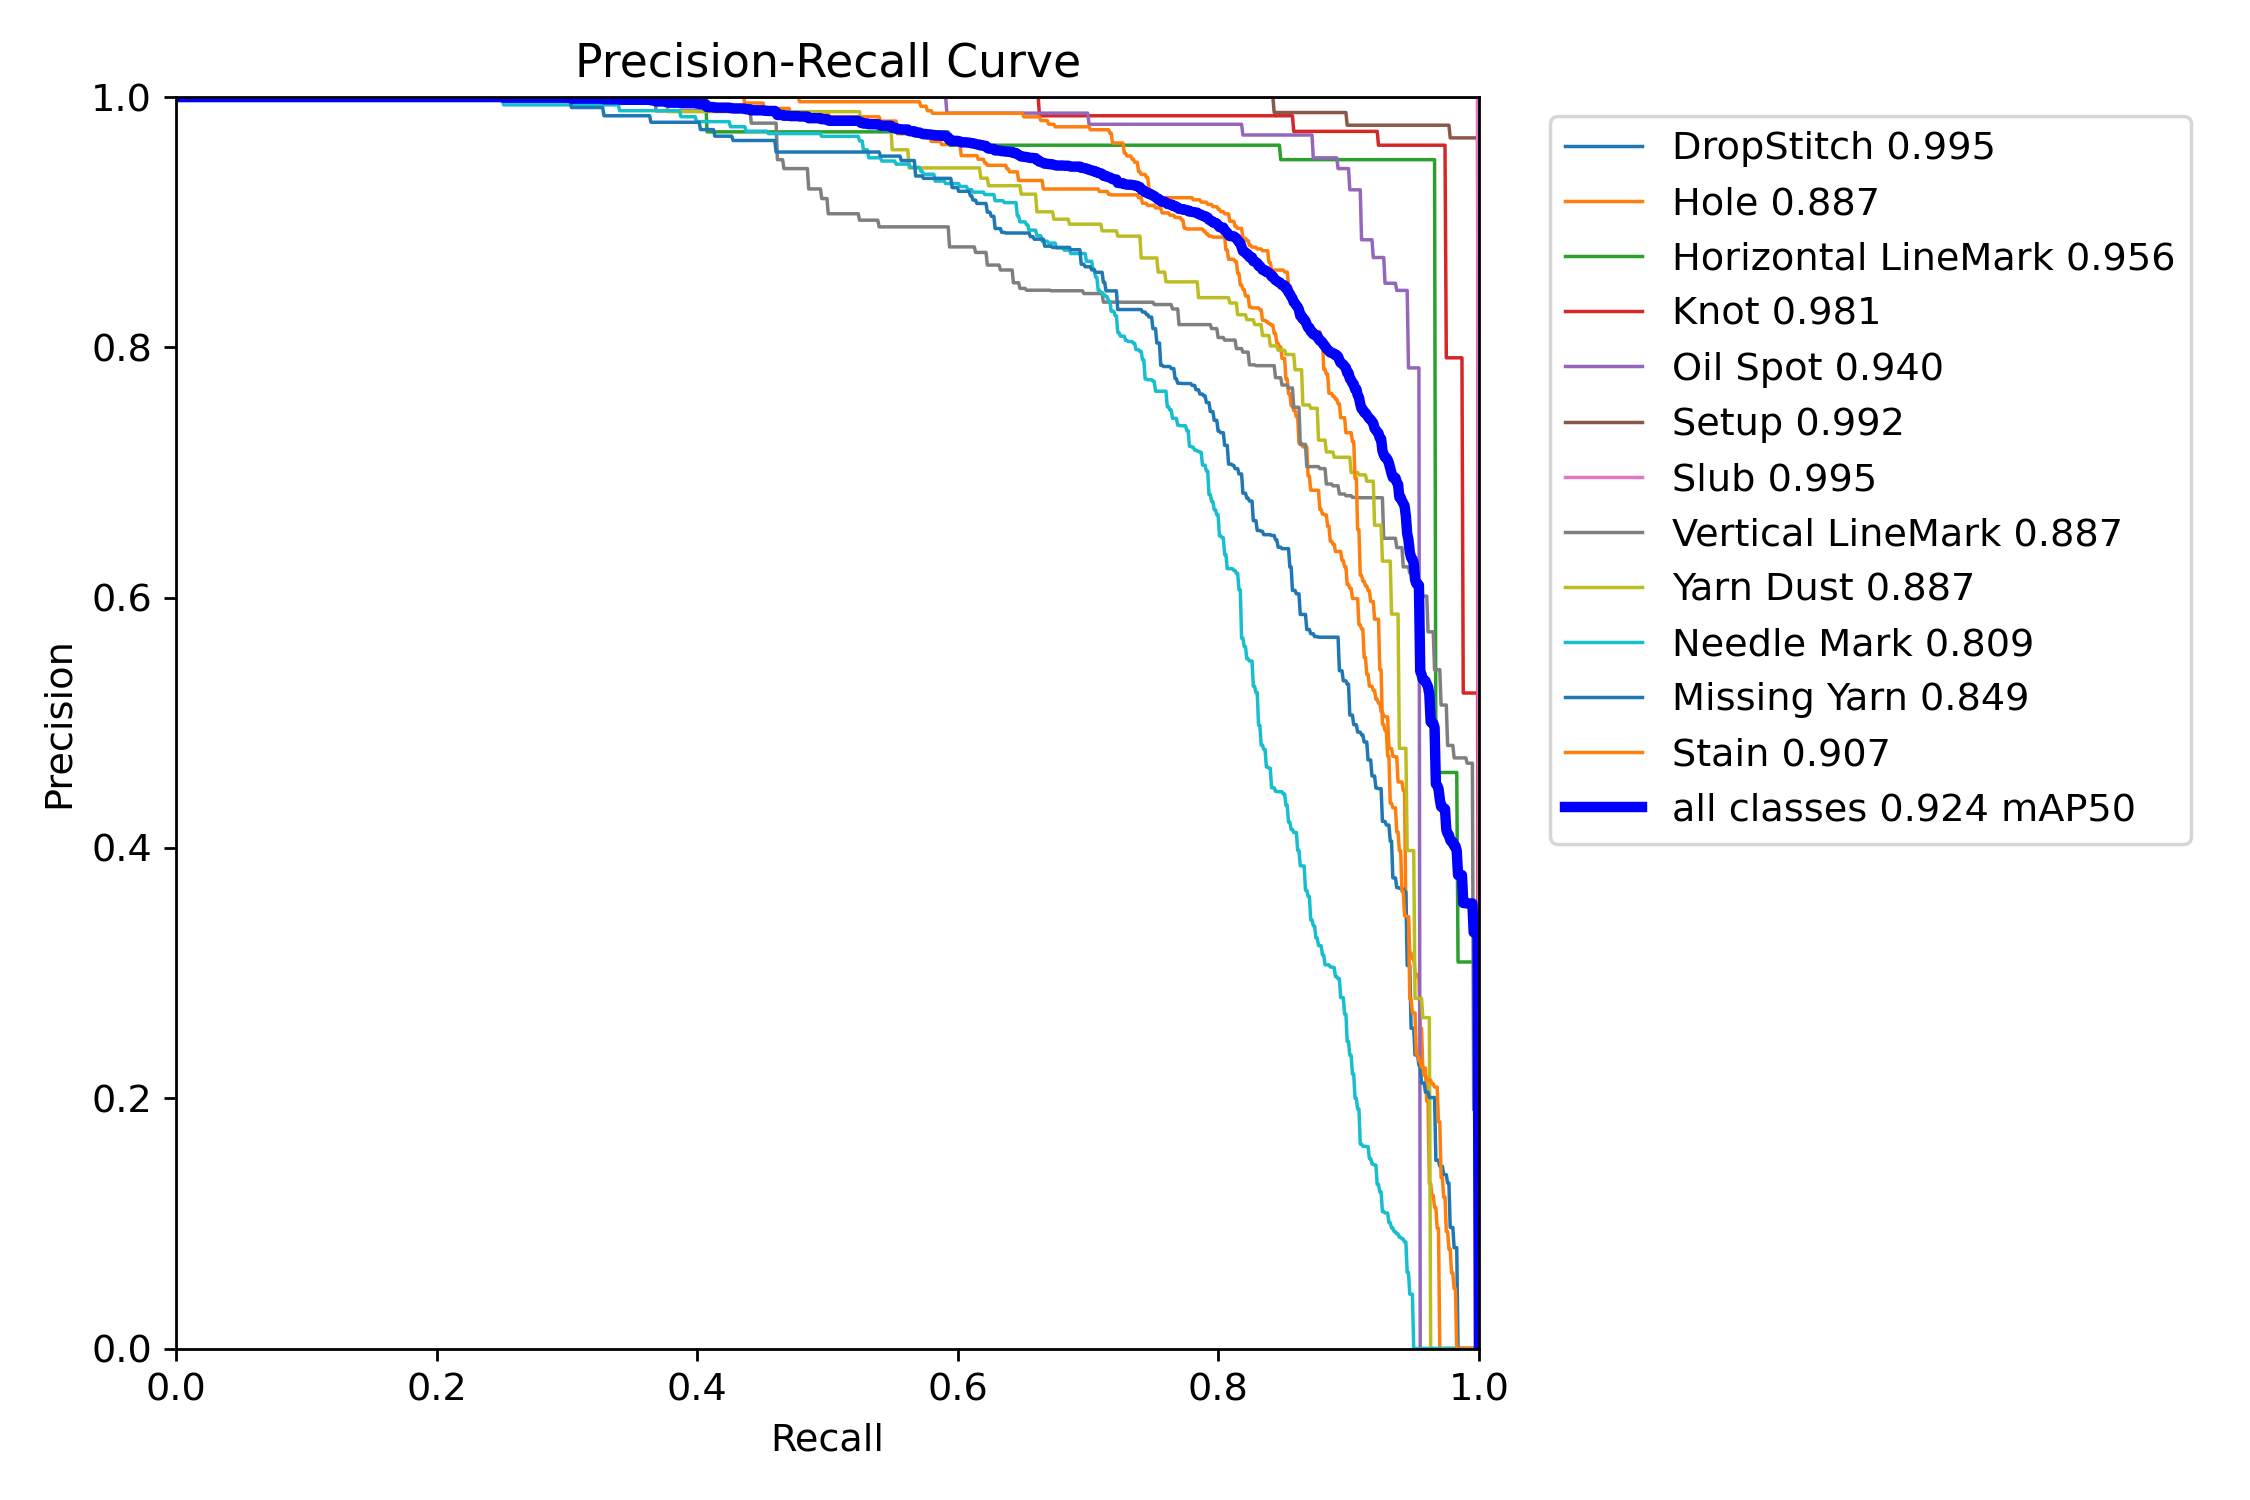 Precision-Recall Curve
1.0
0.8
0.6
0.4
0.2
0.0
Precision
0.0 0.2 0.4 0.6 0.8 1.0
Recall
DropStitch 0.995
Hole 0.887
Horizontal LineMark 0.956
Knot 0.981
Oil Spot 0.940
Setup 0.992
Slub 0.995
Vertical LineMark 0.887
Yarn Dust 0.887
Needle Mark 0.809
Missing Yarn 0.849
Stain 0.907
all classes 0.924 mAP50